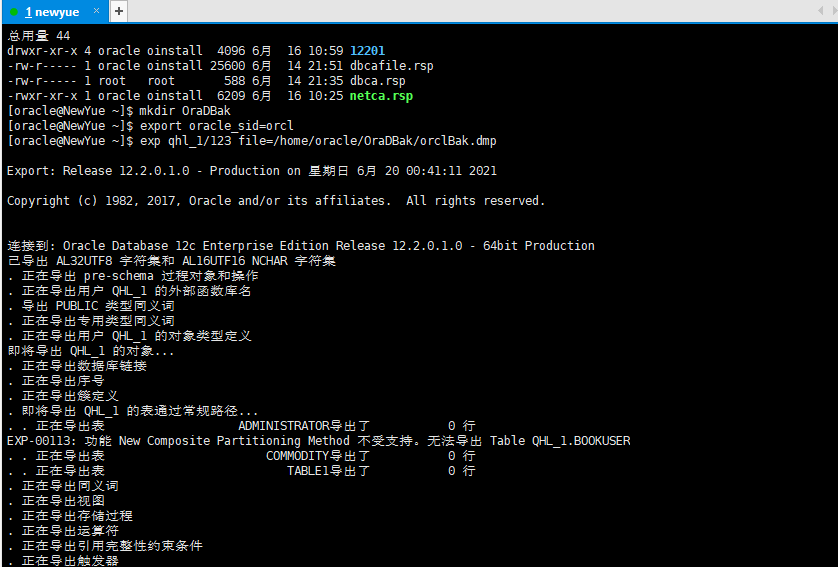 1 newyue × +
总用量 44
drwxr-xr-x 4 oracle oinstall  4096 6月  16 10:59 12201
-rw-r----- 1 oracle oinstall 25600 6月  14 21:51 dbcafile.rsp
-rw-r----- 1 root   root       588 6月  14 21:35 dbca.rsp
-rwxr-xr-x 1 oracle oinstall  6209 6月  16 10:25 netca.rsp
[oracle@NewYue ~]$ mkdir OraDBak
[oracle@NewYue ~]$ export oracle_sid=orcl
[oracle@NewYue ~]$ exp qhl_1/123 file=/home/oracle/OraDBak/orclBak.dmp
Export: Release 12.2.0.1.0 - Production on 星期日 6月 20 00:41:11 2021
Copyright (c) 1982, 2017, Oracle and/or its affiliates.  All rights reserved.
连接到: Oracle Database 12c Enterprise Edition Release 12.2.0.1.0 - 64bit Production
已导出 AL32UTF8 字符集和 AL16UTF16 NCHAR 字符集
. 正在导出 pre-schema 过程对象和操作
. 正在导出用户 QHL_1 的外部函数库名
. 导出 PUBLIC 类型同义词
. 正在导出专用类型同义词
. 正在导出用户 QHL_1 的对象类型定义
即将导出 QHL_1 的对象...
. 正在导出数据库链接
. 正在导出序号
. 正在导出簇定义
. 即将导出 QHL_1 的表通过常规路径...
. . 正在导出表                   ADMINISTRATOR导出了           0 行
EXP-00113: 功能 New Composite Partitioning Method 不受支持。无法导出 Table QHL_1.BOOKUSER
. . 正在导出表                       COMMODITY导出了           0 行
. . 正在导出表                          TABLE1导出了           0 行
. 正在导出同义词
. 正在导出视图
. 正在导出存储过程
. 正在导出运算符
. 正在导出引用完整性约束条件
. 正在导出触发器